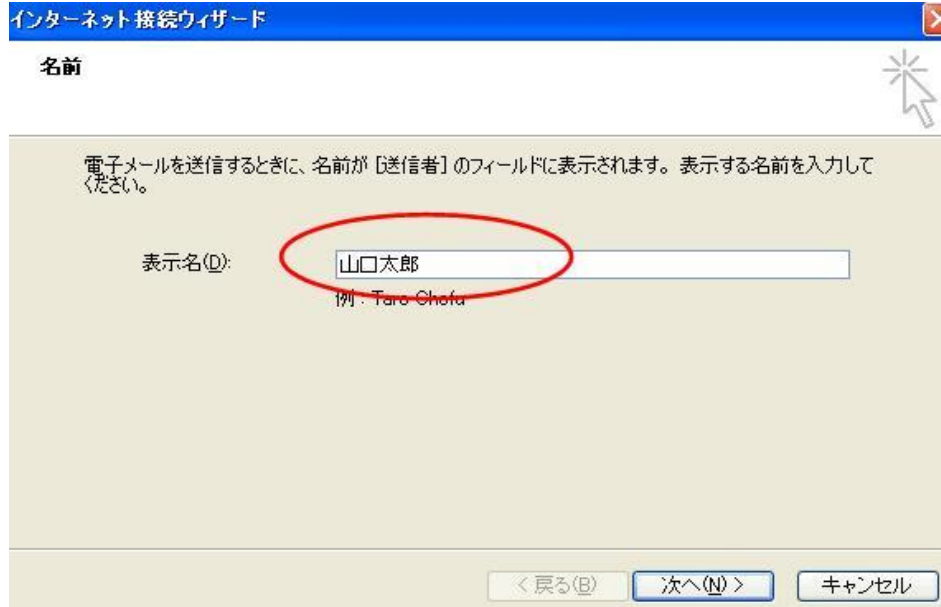 インターネット接続ウィザード
名前
電子メールを送信するときに、名前が [送信者] のフィールドに表示されます。表示する名前を入力して
ください。
表示名(D):
山口太郎
例 : Taro Chofu
< 戻る(B)
次へ(N) >
キャンセル